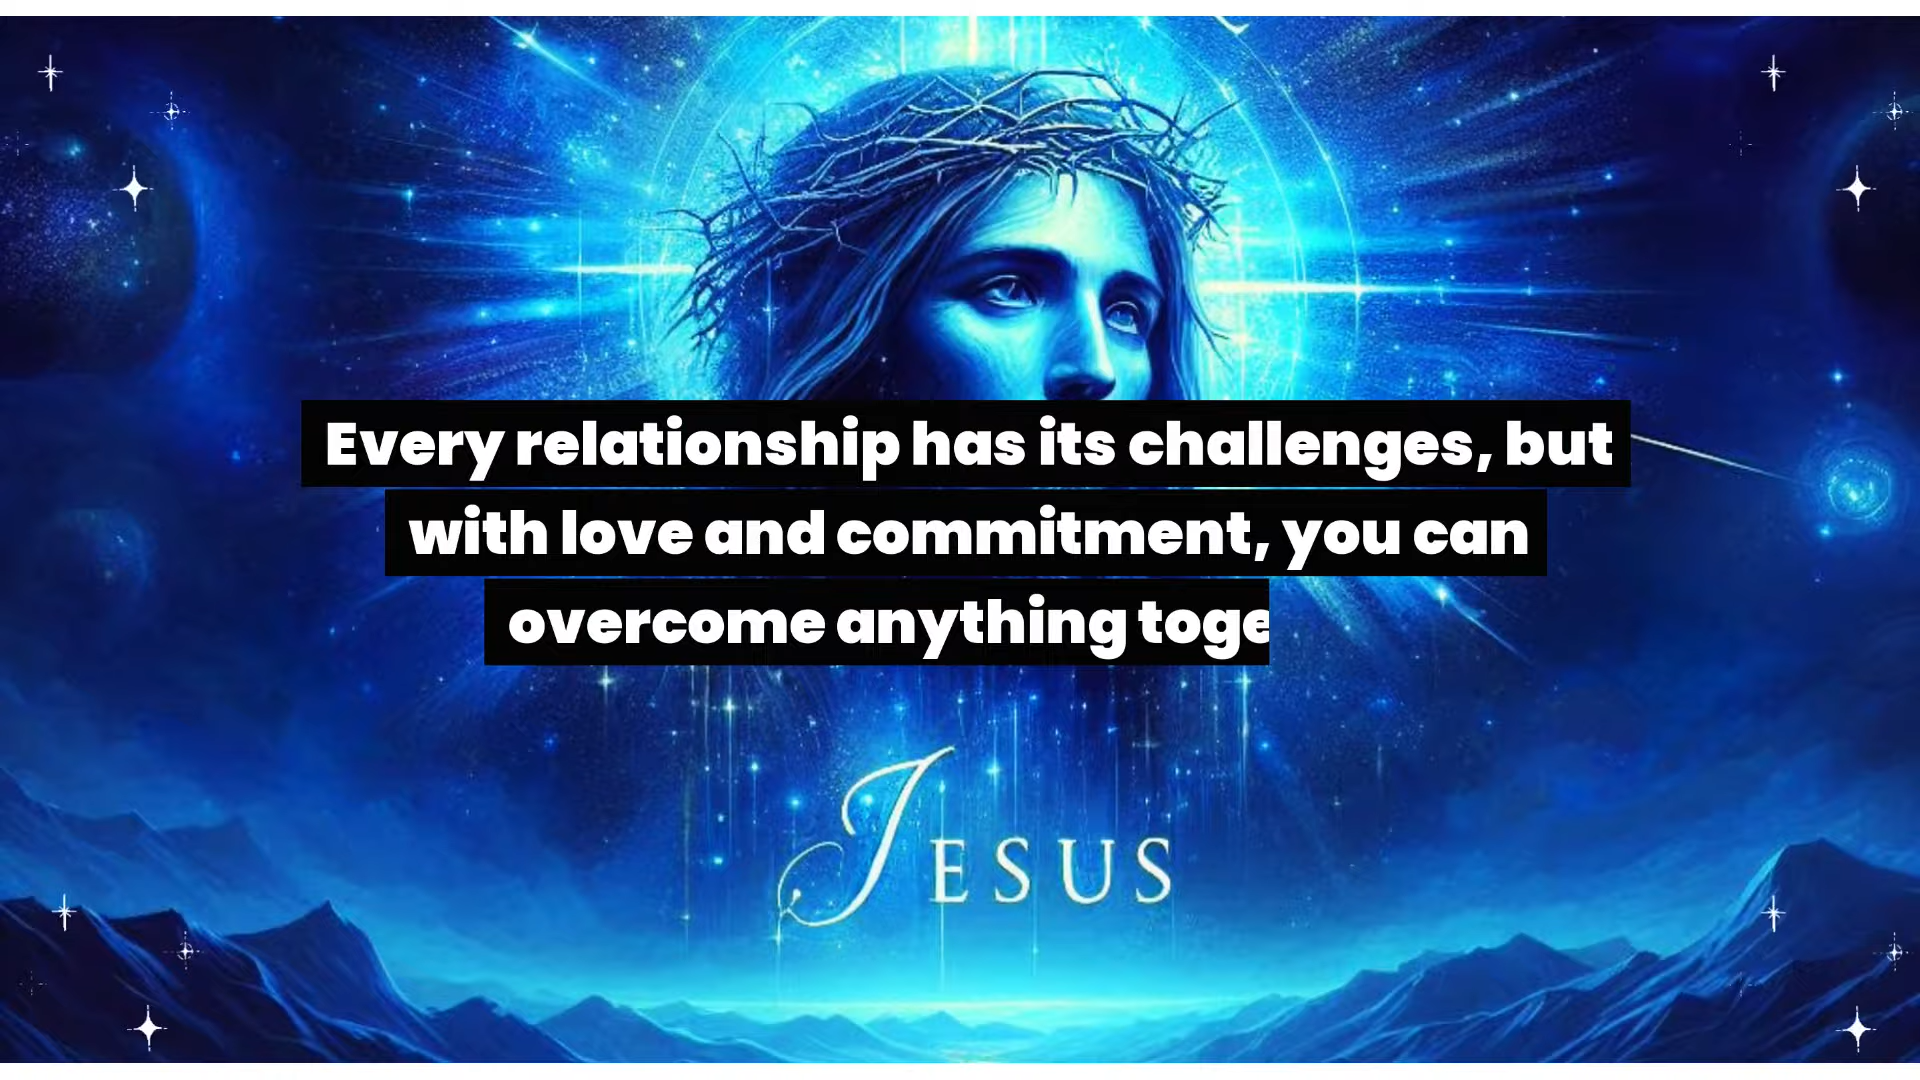 Every relationship has its challenges, but
with love and commitment, you can
overcome anything toge
JESUS